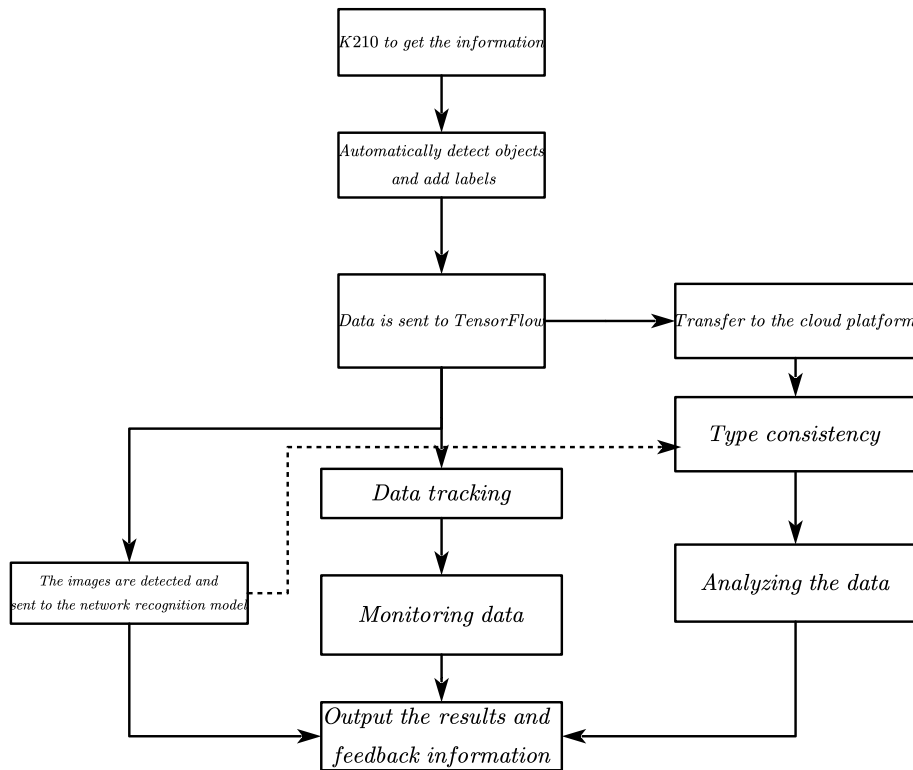 K210 to get the information
Automatically detect objects
and add labels
Data is sent to TensorFlow
Transfer to the cloud platform
Type consistency
Data tracking
The images are detected and
sent to the network recognition model
Analyzing the data
Monitoring data
Output the results and
feedback information